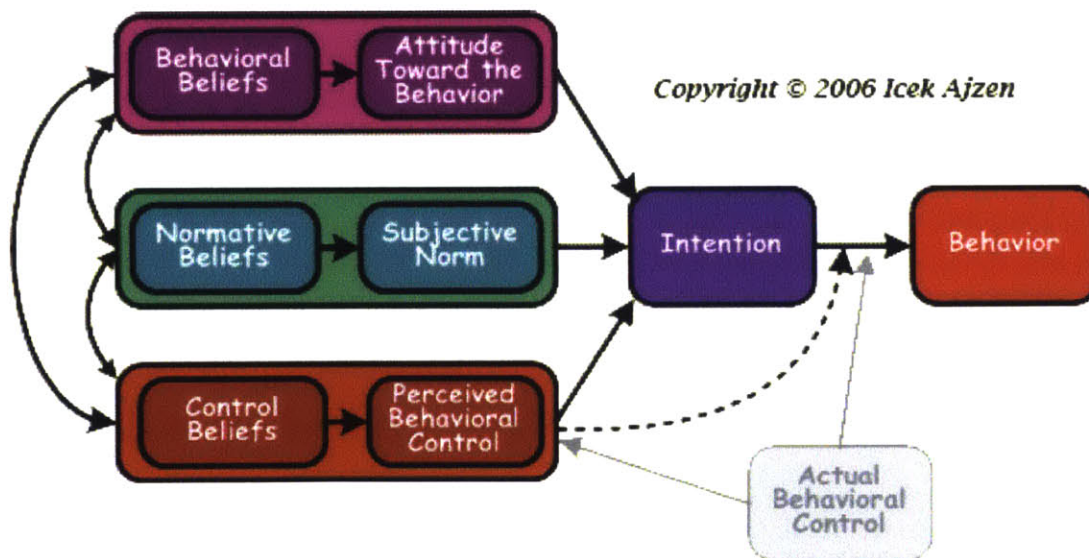 Behavioral
Beliefs
Attitude
Toward the
Behavior
Copyright © 2006 Icek Ajzen
Normative
Beliefs
Subjective
Norm
Intention
Behavior
Control
Beliefs
Perceived
Behavioral
Control
Actual
Behavioral
Control